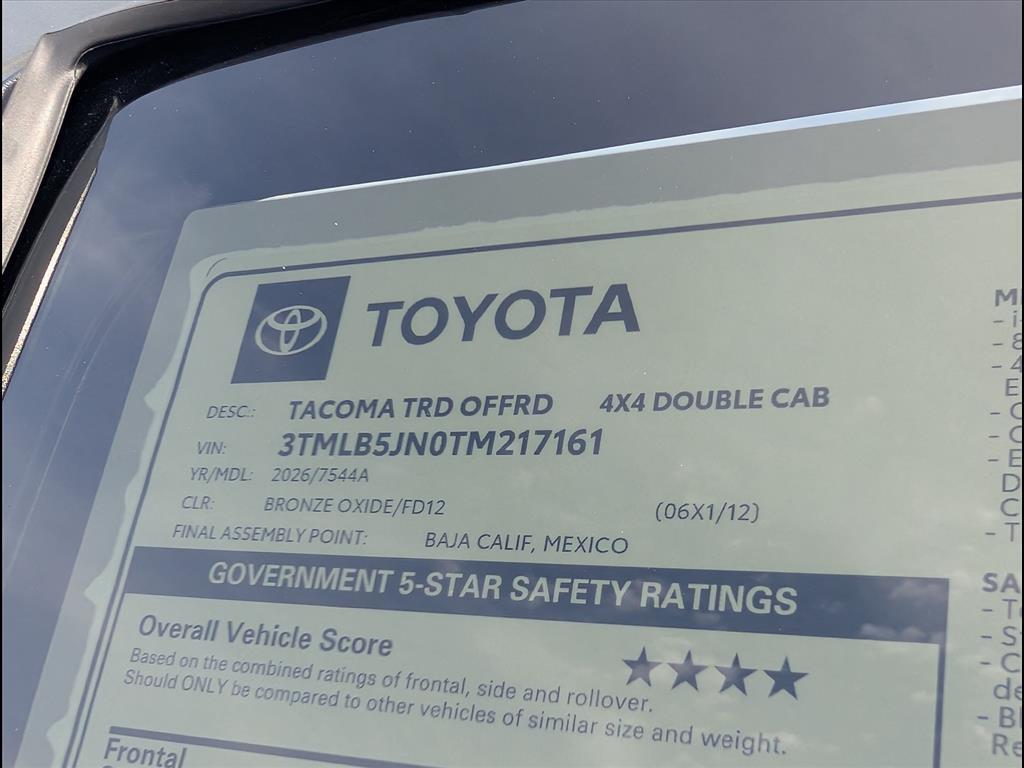 TOYOTA
DESC.: TACOMA TRD OFFRD 4X4 DOUBLE CAB
VIN: 3TMLB5JN0TM217161
YR/MDL: 2026/7544A
CLR: BRONZE OXIDE/FD12 (06X1/12)
FINAL ASSEMBLY POINT: BAJA CALIF, MEXICO
GOVERNMENT 5-STAR SAFETY RATINGS
Overall Vehicle Score ★★★★
Based on the combined ratings of frontal, side and rollover.
Should ONLY be compared to other vehicles of similar size and weight.
Frontal